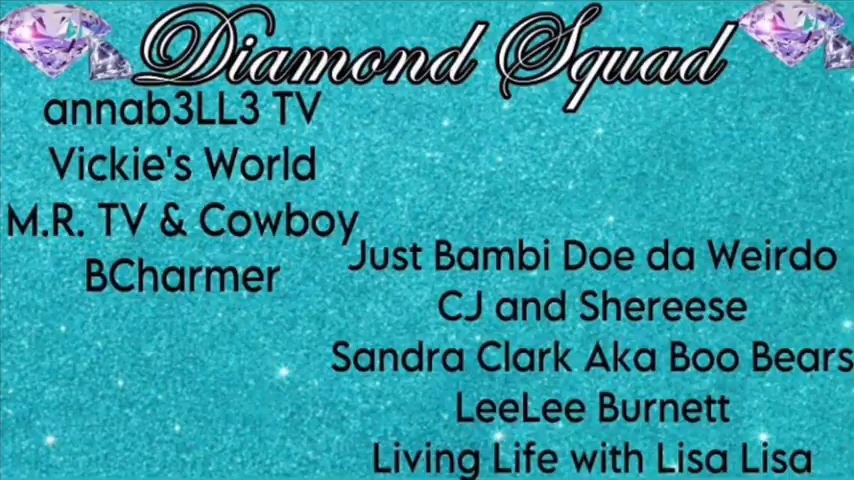 Diamond Squad
annab3LL3 TV
Vickie's World
M.R. TV & Cowboy
BCharmer
Just Bambi Doe da Weirdo
CJ and Shereese
Sandra Clark Aka Boo Bears
LeeLee Burnett
Living Life with Lisa Lisa